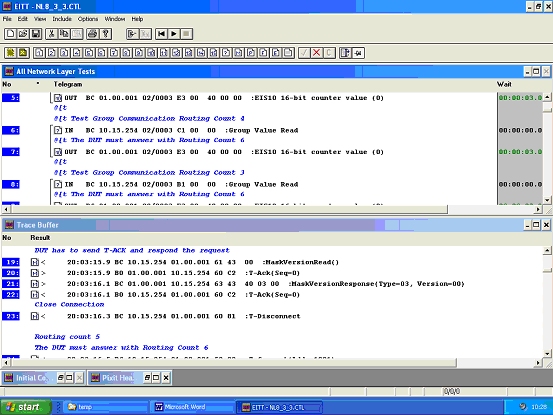 EITT - NL8_3_3.CTL
File Edit View Include Options Window Help
All Network Layer Tests
No * Telegram Wait
5: OUT BC 01.00.001 02/0003 E3 00 40 00 00 :EIS10 16-bit counter value (0) 00:00:03.0
@[t
@[t Test Group Communication Routing Count 4
6: IN BC 10.15.254 02/0003 C1 00 00 :Group Value Read 00:00:00.0
@[t The DUT must answer with Routing Count 6
7: OUT BC 01.00.001 02/0003 E3 00 40 00 00 :EIS10 16-bit counter value (0) 00:00:03.0
@[t
@[t Test Group Communication Routing Count 3
8: IN BC 10.15.254 02/0003 B1 00 00 :Group Value Read 00:00:00.0
@[t The DUT must answer with Routing Count 6
Trace Buffer
No Result
DUT has to send T-ACK and respond the request
19: < 20:03:15.9 BC 10.15.254 01.00.001 61 43 00 :MaskVersionRead()
20: > 20:03:15.9 B0 01.00.001 10.15.254 60 C2 :T-Ack(Seq=0)
21: > 20:03:16.1 BC 01.00.001 10.15.254 63 43 40 03 00 :MaskVersionResponse(Type=03, Version=00)
22: < 20:03:16.1 B0 10.15.254 01.00.001 60 C2 :T-Ack(Seq=0)
Close Connection
23: < 20:03:16.3 BC 10.15.254 01.00.001 60 81 :T-Disconnect
Routing count 5
The DUT must answer with Routing Count 6
Initial Co...
Pixit Hea...
0/0/0
start
temp
Microsoft Word
EITT - NL8_3_3.CTL
10:28